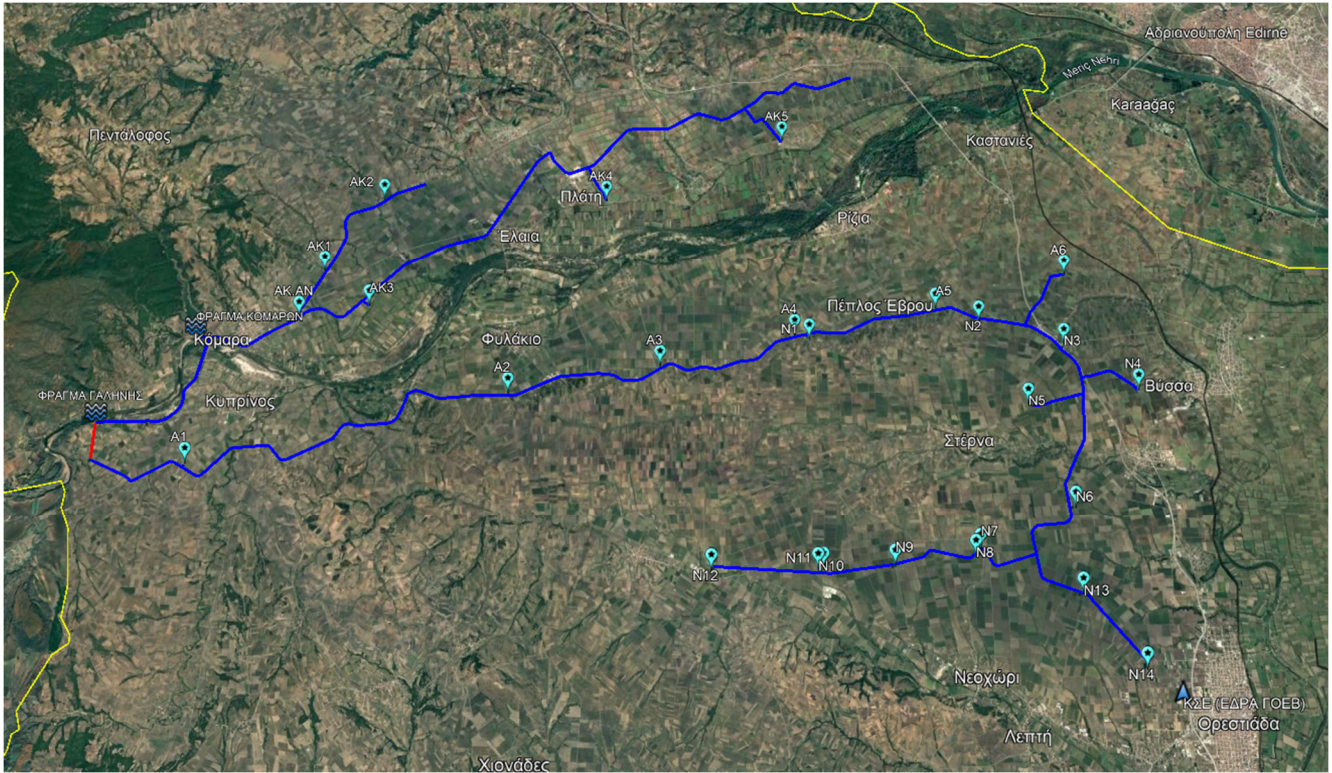 Αδριανούπολη Edirne
Meriç Nehri
Karaağaç
AK5
Πεντάλοφος
Καστανιές
AK2
AK4
Πλάτη
Ρίζια
Έλαια
AK1
A6
AK.AN
AK3
A5
Πέπλος Έβρου
A4
N1
N2
ΦΡΑΓΜΑ ΚΟΜΑΡΩΝ
Κόμαρα
Φυλάκιο
N3
A3
A2
N4
Βύσσα
ΦΡΑΓΜΑ ΓΑΛΗΝΗΣ
Κυπρίνος
N5
A1
Στέρνα
N6
N7
N8
N9
N11
N10
N12
N13
N14
Νεοχώρι
ΚΣΕ (ΕΔΡΑ ΓΟΕΒ)
Ορεστιάδα
Λεπτή
Χιονάδες